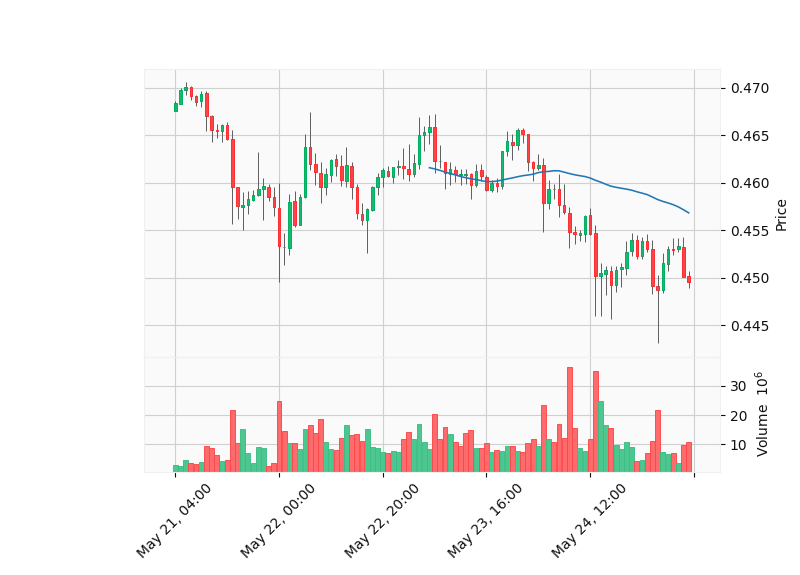 0.470
0.465
0.460
0.455
0.450
0.445
Price
30
20
10
Volume 10^6
May 21, 04:00
May 22, 00:00
May 22, 20:00
May 23, 16:00
May 24, 12:00